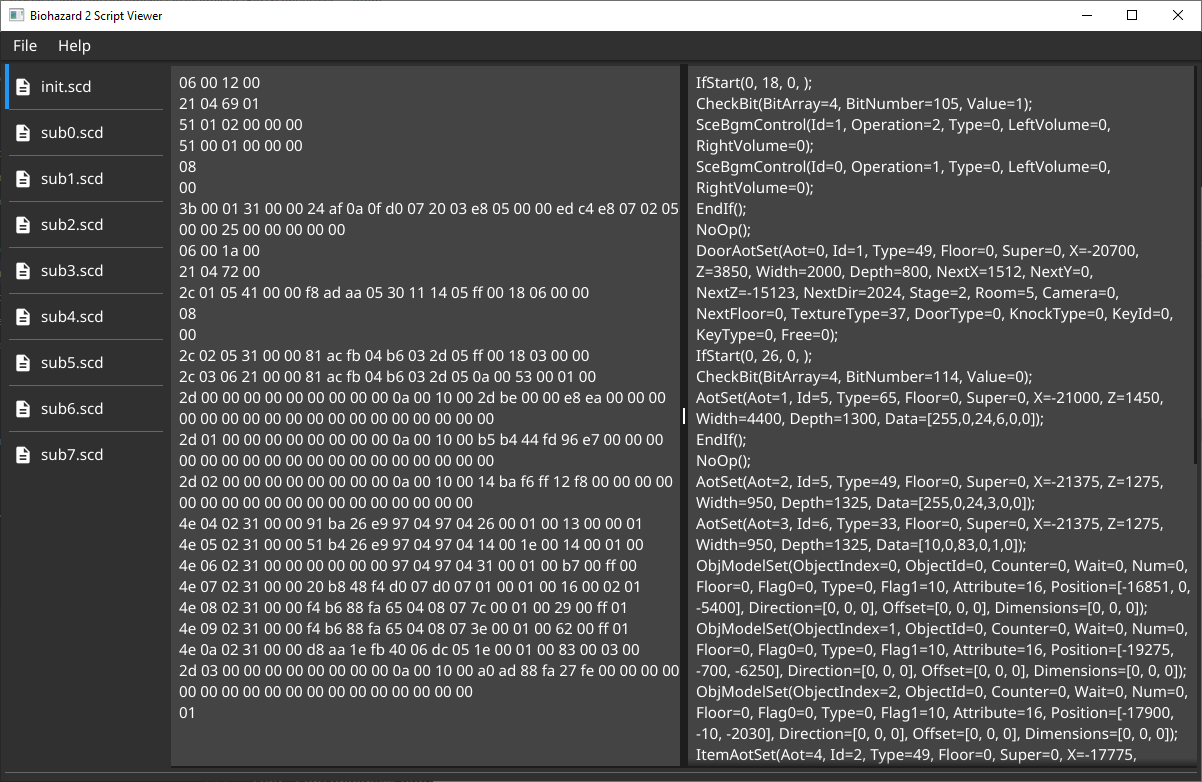 Biohazard 2 Script Viewer
File Help
init.scd
sub0.scd
sub1.scd
sub2.scd
sub3.scd
sub4.scd
sub5.scd
sub6.scd
sub7.scd
06 00 12 00
21 04 69 01
51 01 02 00 00 00
51 00 01 00 00 00
08
00
3b 00 01 31 00 00 24 af 0a 0f d0 07 20 03 e8 05 00 00 ed c4 e8 07 02 05
00 00 25 00 00 00 00 00
06 00 1a 00
21 04 72 00
2c 01 05 41 00 00 f8 ad aa 05 30 11 14 05 ff 00 18 06 00 00
08
00
2c 02 05 31 00 00 81 ac fb 04 b6 03 2d 05 ff 00 18 03 00 00
2c 03 06 21 00 00 81 ac fb 04 b6 03 2d 05 0a 00 53 00 01 00
2d 00 00 00 00 00 00 00 00 00 0a 00 10 00 2d be 00 00 e8 ea 00 00 00
00 00 00 00 00 00 00 00 00 00 00 00 00 00 00
2d 01 00 00 00 00 00 00 00 00 0a 00 10 00 b5 b4 44 fd 96 e7 00 00 00
00 00 00 00 00 00 00 00 00 00 00 00 00 00 00
2d 02 00 00 00 00 00 00 00 00 0a 00 10 00 14 ba f6 ff 12 f8 00 00 00 00
00 00 00 00 00 00 00 00 00 00 00 00 00 00
4e 04 02 31 00 00 91 ba 26 e9 97 04 97 04 26 00 01 00 13 00 00 01
4e 05 02 31 00 00 51 b4 26 e9 97 04 97 04 14 00 1e 00 14 00 01 00
4e 06 02 31 00 00 00 00 00 00 97 04 97 04 31 00 01 00 b7 00 ff 00
4e 07 02 31 00 00 20 b8 48 f4 d0 07 d0 07 01 00 01 00 16 00 02 01
4e 08 02 31 00 00 f4 b6 88 fa 65 04 08 07 7c 00 01 00 29 00 ff 01
4e 09 02 31 00 00 f4 b6 88 fa 65 04 08 07 3e 00 01 00 62 00 ff 01
4e 0a 02 31 00 00 d8 aa 1e fb 40 06 dc 05 1e 00 01 00 83 00 03 00
2d 03 00 00 00 00 00 00 00 00 0a 00 10 00 a0 ad 88 fa 27 fe 00 00 00 00
00 00 00 00 00 00 00 00 00 00 00 00 00 00
01
IfStart(0, 18, 0, );
CheckBit(BitArray=4, BitNumber=105, Value=1);
SceBgmControl(Id=1, Operation=2, Type=0, LeftVolume=0,
RightVolume=0);
SceBgmControl(Id=0, Operation=1, Type=0, LeftVolume=0,
RightVolume=0);
EndIf();
NoOp();
DoorAotSet(Aot=0, Id=1, Type=49, Floor=0, Super=0, X=-20700,
Z=3850, Width=2000, Depth=800, NextX=1512, NextY=0,
NextZ=-15123, NextDir=2024, Stage=2, Room=5, Camera=0,
NextFloor=0, TextureType=37, DoorType=0, KnockType=0, KeyId=0,
KeyType=0, Free=0);
IfStart(0, 26, 0, );
CheckBit(BitArray=4, BitNumber=114, Value=0);
AotSet(Aot=1, Id=5, Type=65, Floor=0, Super=0, X=-21000, Z=1450,
Width=4400, Depth=1300, Data=[255,0,24,6,0,0]);
EndIf();
NoOp();
AotSet(Aot=2, Id=5, Type=49, Floor=0, Super=0, X=-21375, Z=1275,
Width=950, Depth=1325, Data=[255,0,24,3,0,0]);
AotSet(Aot=3, Id=6, Type=33, Floor=0, Super=0, X=-21375, Z=1275,
Width=950, Depth=1325, Data=[10,0,83,0,1,0]);
ObjModelSet(ObjectIndex=0, ObjectId=0, Counter=0, Wait=0, Num=0,
Floor=0, Flag0=0, Type=0, Flag1=10, Attribute=16, Position=[-16851, 0,
-5400], Direction=[0, 0, 0], Offset=[0, 0, 0], Dimensions=[0, 0, 0]);
ObjModelSet(ObjectIndex=1, ObjectId=0, Counter=0, Wait=0, Num=0,
Floor=0, Flag0=0, Type=0, Flag1=10, Attribute=16, Position=[-19275,
-700, -6250], Direction=[0, 0, 0], Offset=[0, 0, 0], Dimensions=[0, 0, 0]);
ObjModelSet(ObjectIndex=2, ObjectId=0, Counter=0, Wait=0, Num=0,
Floor=0, Flag0=0, Type=0, Flag1=10, Attribute=16, Position=[-17900,
-10, -2030], Direction=[0, 0, 0], Offset=[0, 0, 0], Dimensions=[0, 0, 0]);
ItemAotSet(Aot=4, Id=2, Type=49, Floor=0, Super=0, X=-17775,